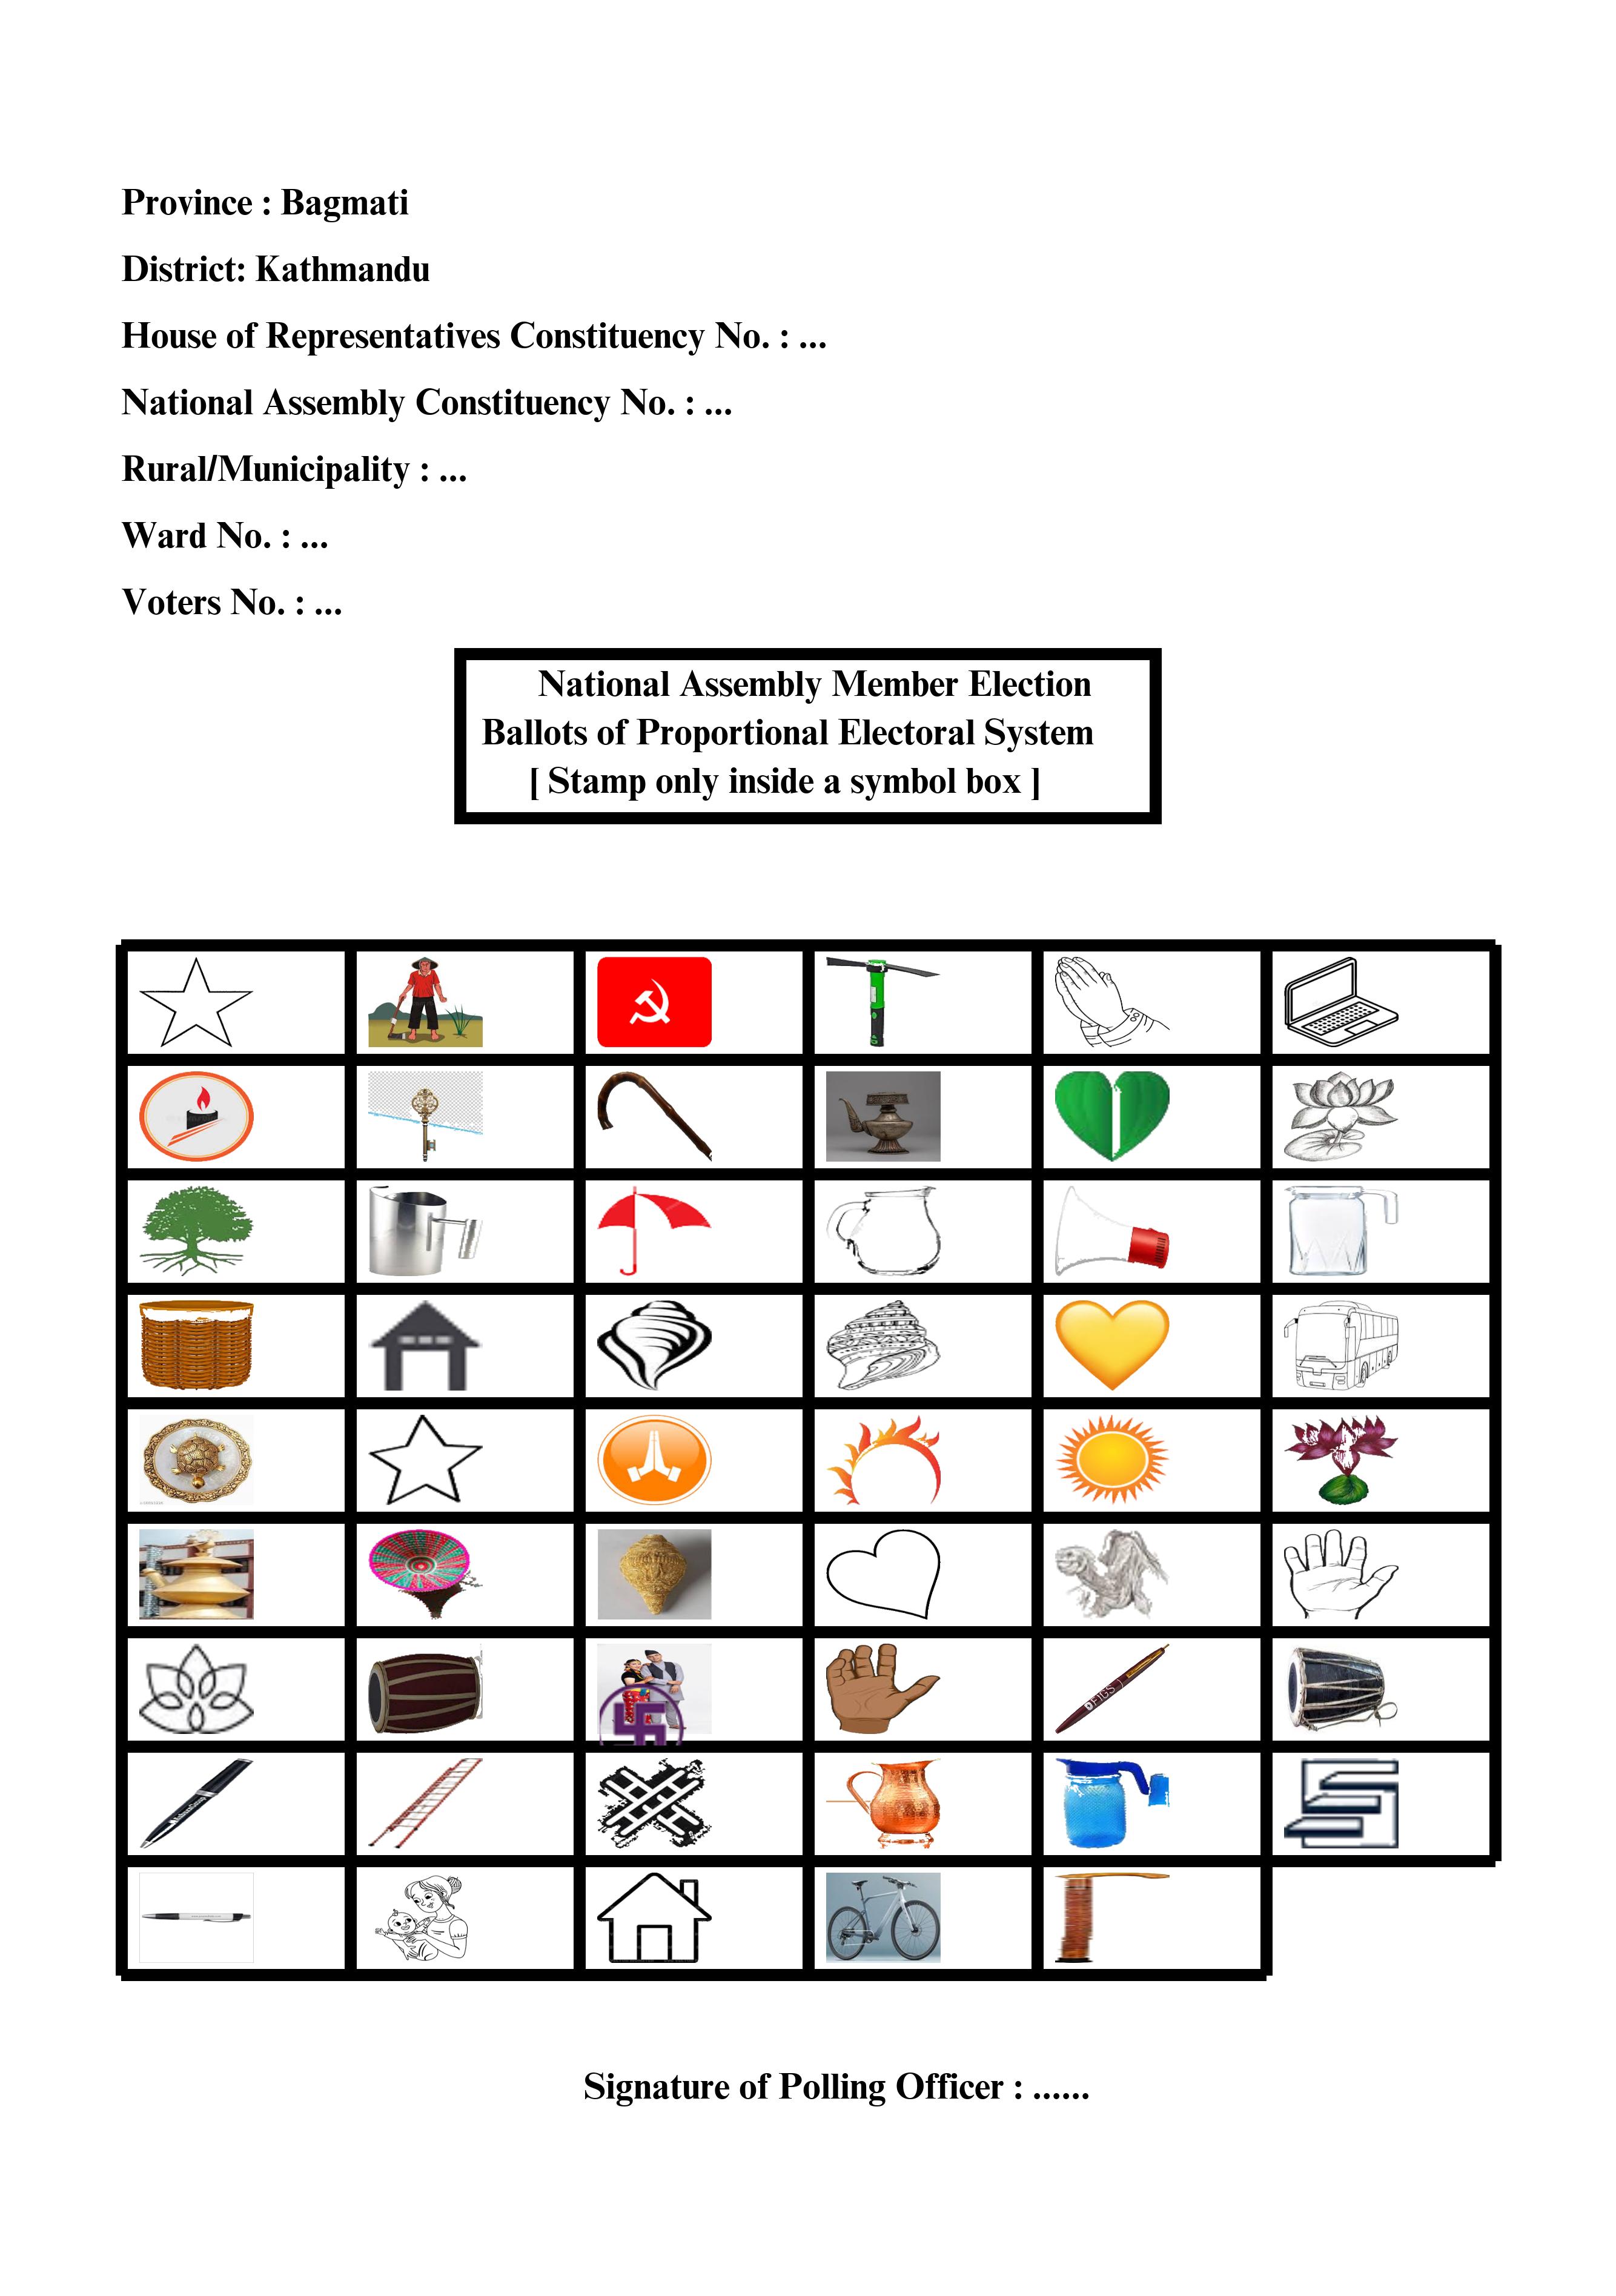 Province : Bagmati
District: Kathmandu
House of Representatives Constituency No. : ...
National Assembly Constituency No. : ...
Rural/Municipality : ...
Ward No. : ...
Voters No. : ...
National Assembly Member Election
Ballots of Proportional Electoral System
[ Stamp only inside a symbol box ]
FIGS
Signature of Polling Officer : ......